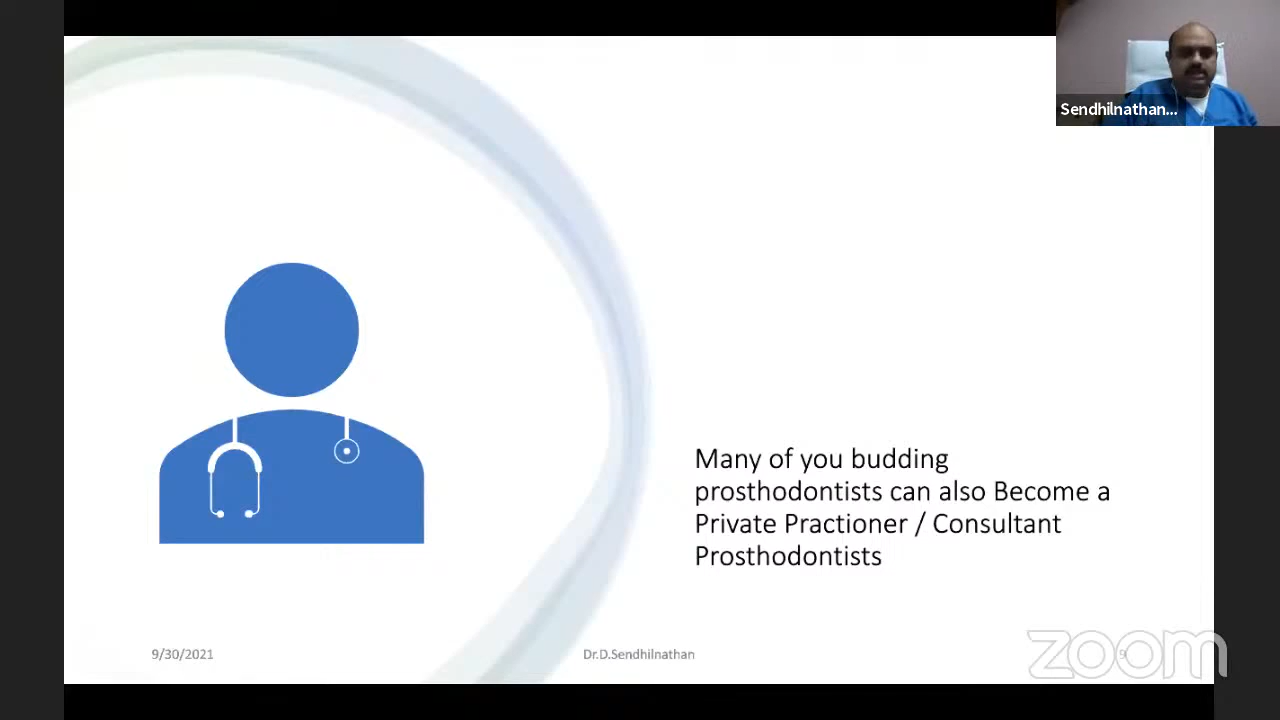 Sendhilnathan...
Many of you budding
prosthodontists can also Become a
Private Practioner / Consultant
Prosthodontists
9/30/2021
Dr.D.Sendhilnathan
9
zoom